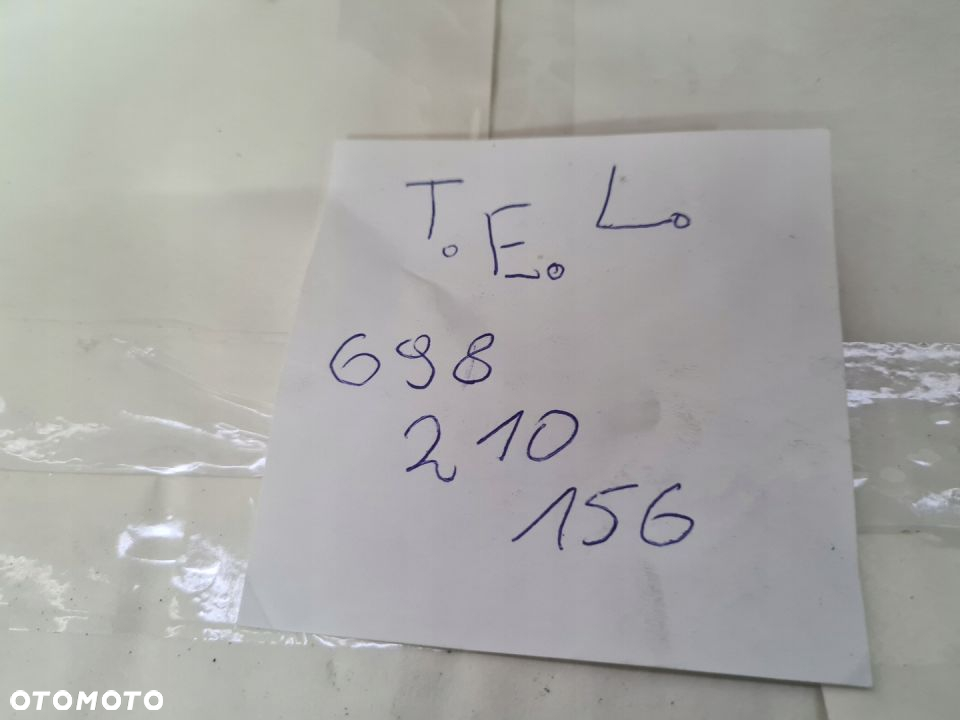 T. E. L.
698
210
156
OTOMOTO